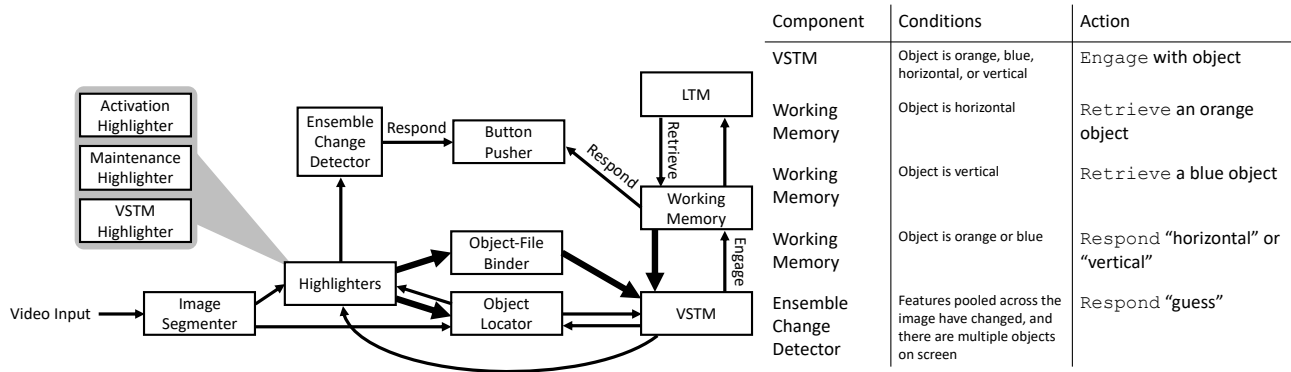 Activation
Highlighter
Maintenance
Highlighter
VSTM
Highlighter
Ensemble
Change
Detector
Respond
Button
Pusher
LTM
Retrieve
Respond
Working
Memory
Engage
Object-File
Binder
Highlighters
Video Input
Image
Segmenter
Object
Locator
VSTM
Component
Conditions
Action
VSTM
Object is orange, blue,
horizontal, or vertical
Engage with object
Working
Memory
Object is horizontal
Retrieve an orange
object
Working
Memory
Object is vertical
Retrieve a blue object
Working
Memory
Object is orange or blue
Respond “horizontal” or
“vertical”
Ensemble
Change
Detector
Features pooled across the
image have changed, and
there are multiple objects
on screen
Respond “guess”